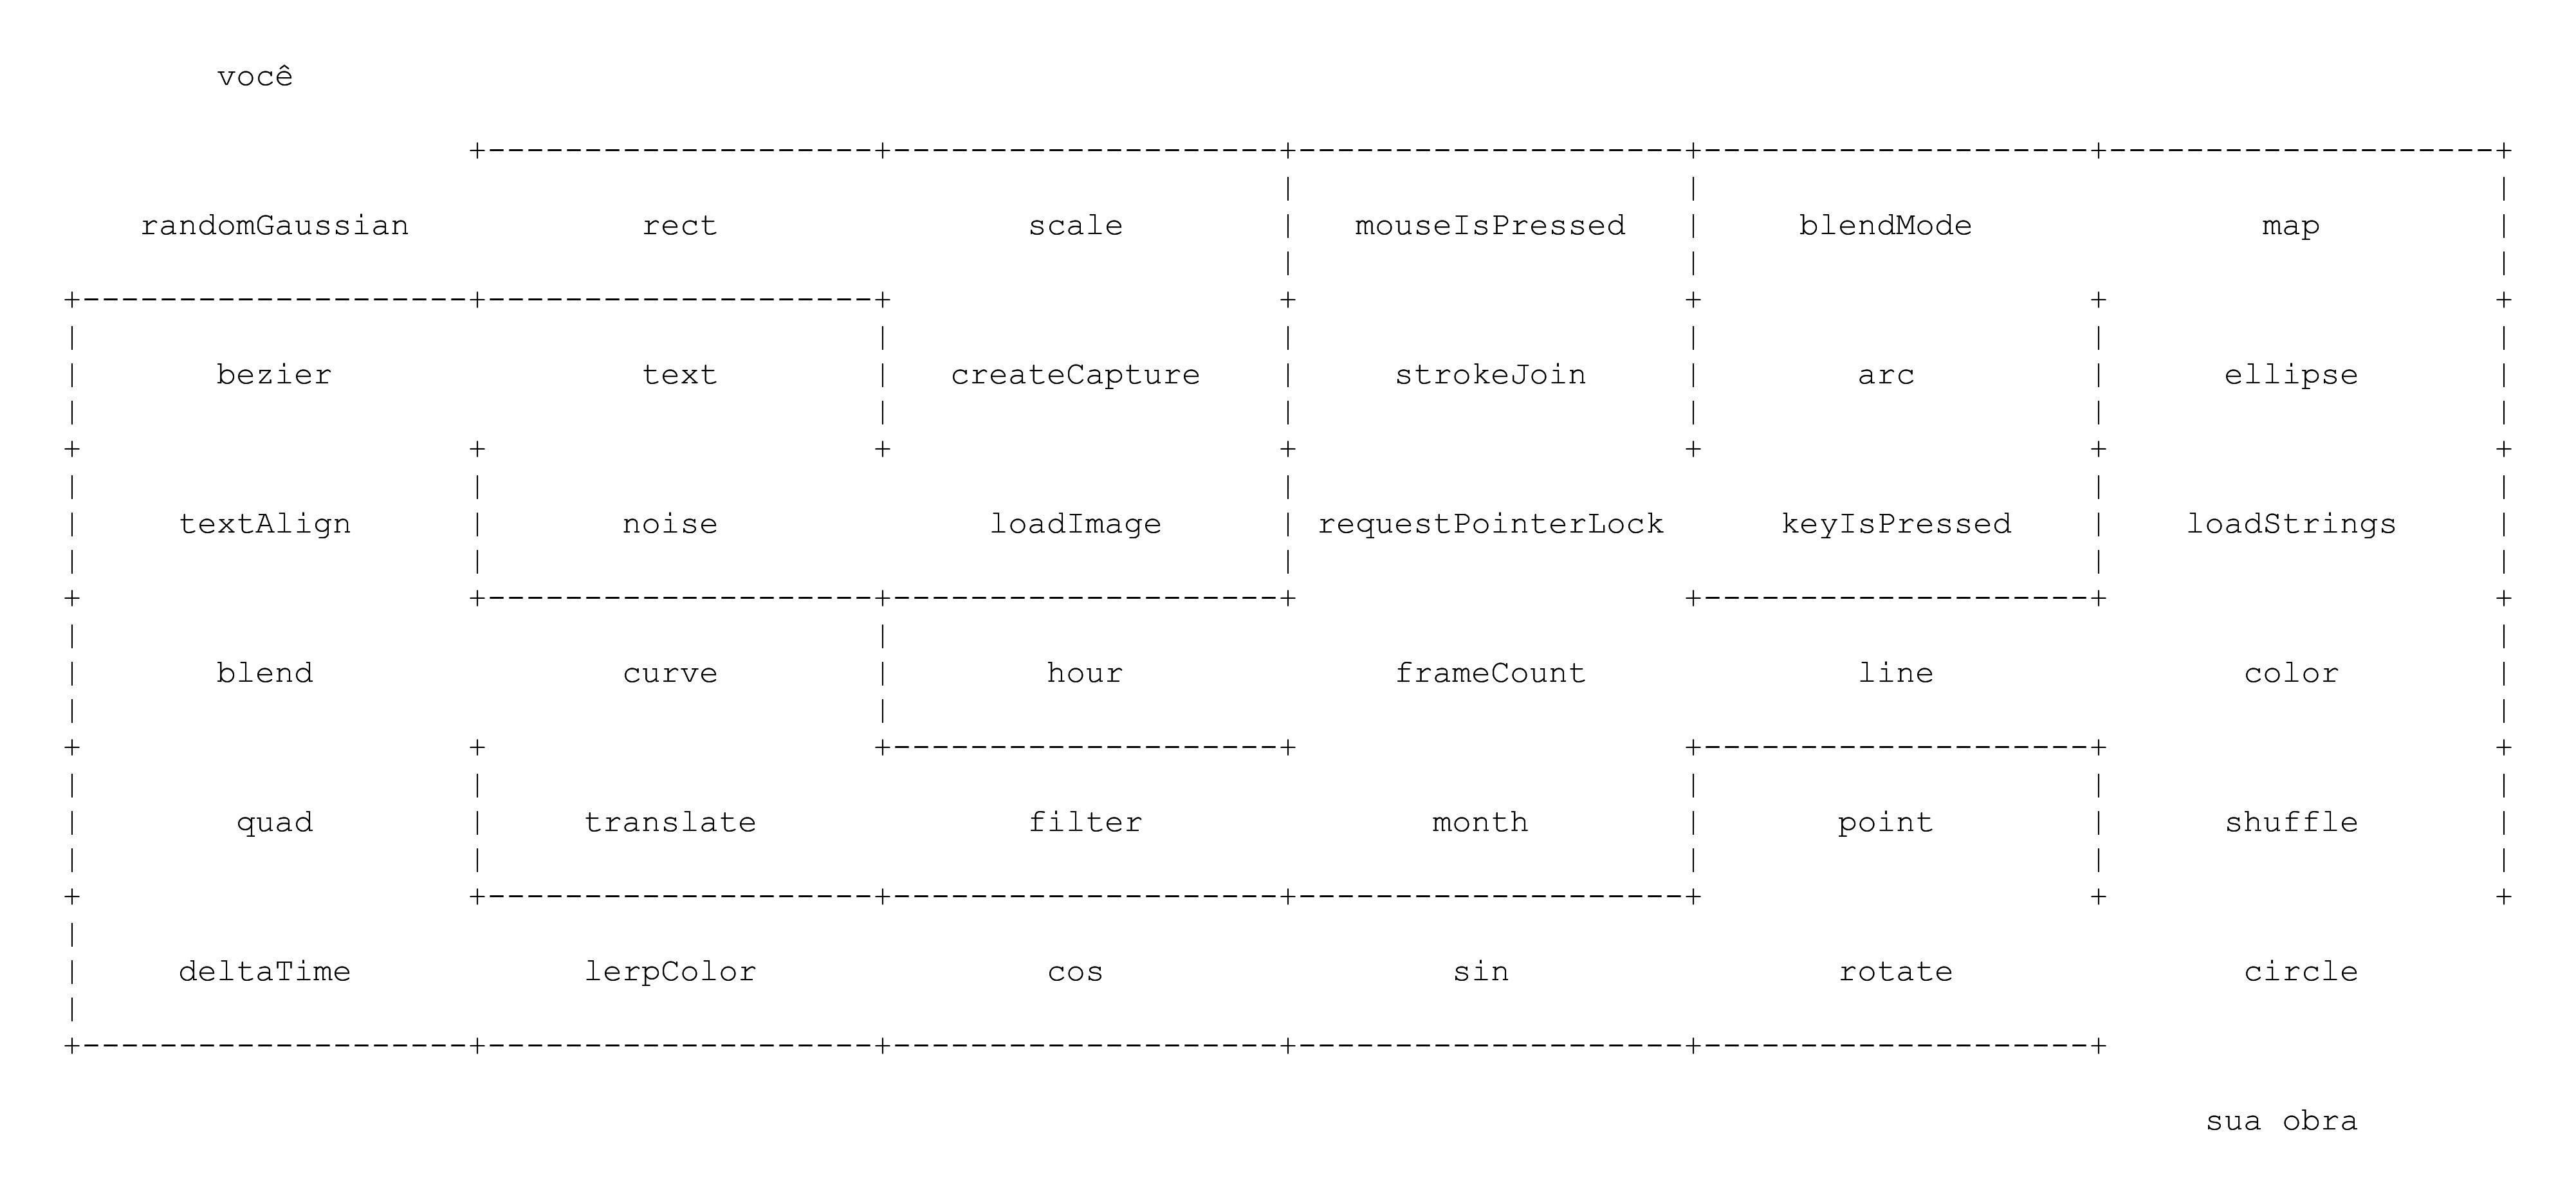 você
randomGaussian rect scale mouseIsPressed blendMode map
bezier text createCapture strokeJoin arc ellipse
textAlign noise loadImage requestPointerLock keyIsPressed loadStrings
blend curve hour frameCount line color
quad translate filter month point shuffle
deltaTime lerpColor cos sin rotate circle
sua obra